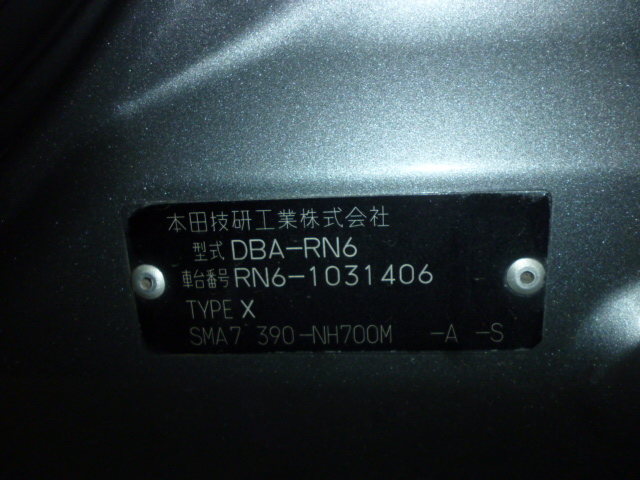 本田技研工業株式会社
型式 DBA-RN6
車台番号 RN6-1031406
TYPE X
SMA7 390-NH700M -A -S